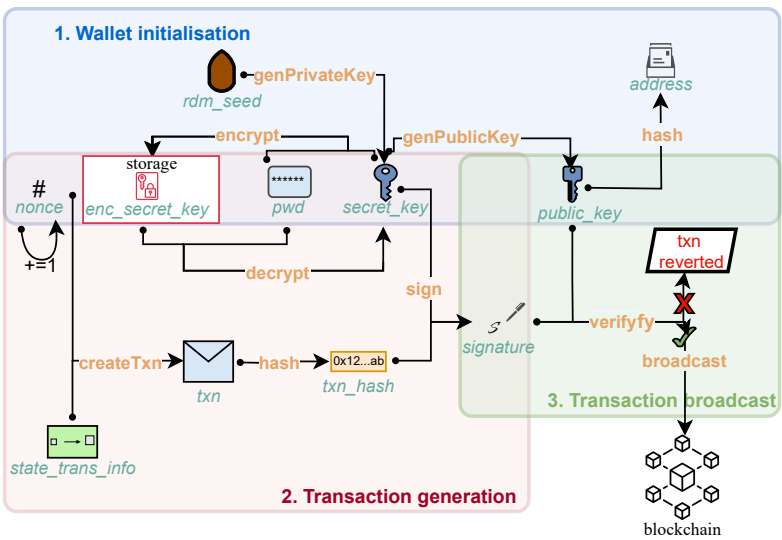 1. Wallet initialisation
rdm_seed
genPrivateKey
address
encrypt
genPublicKey
hash
storage
enc_secret_key
#
nonce
+=1
******
pwd
secret_key
public_key
decrypt
sign
txn
reverted
X
signature
verifyfy
createTxn
txn
hash
0x12...ab
txn_hash
broadcast
3. Transaction broadcast
state_trans_info
2. Transaction generation
blockchain